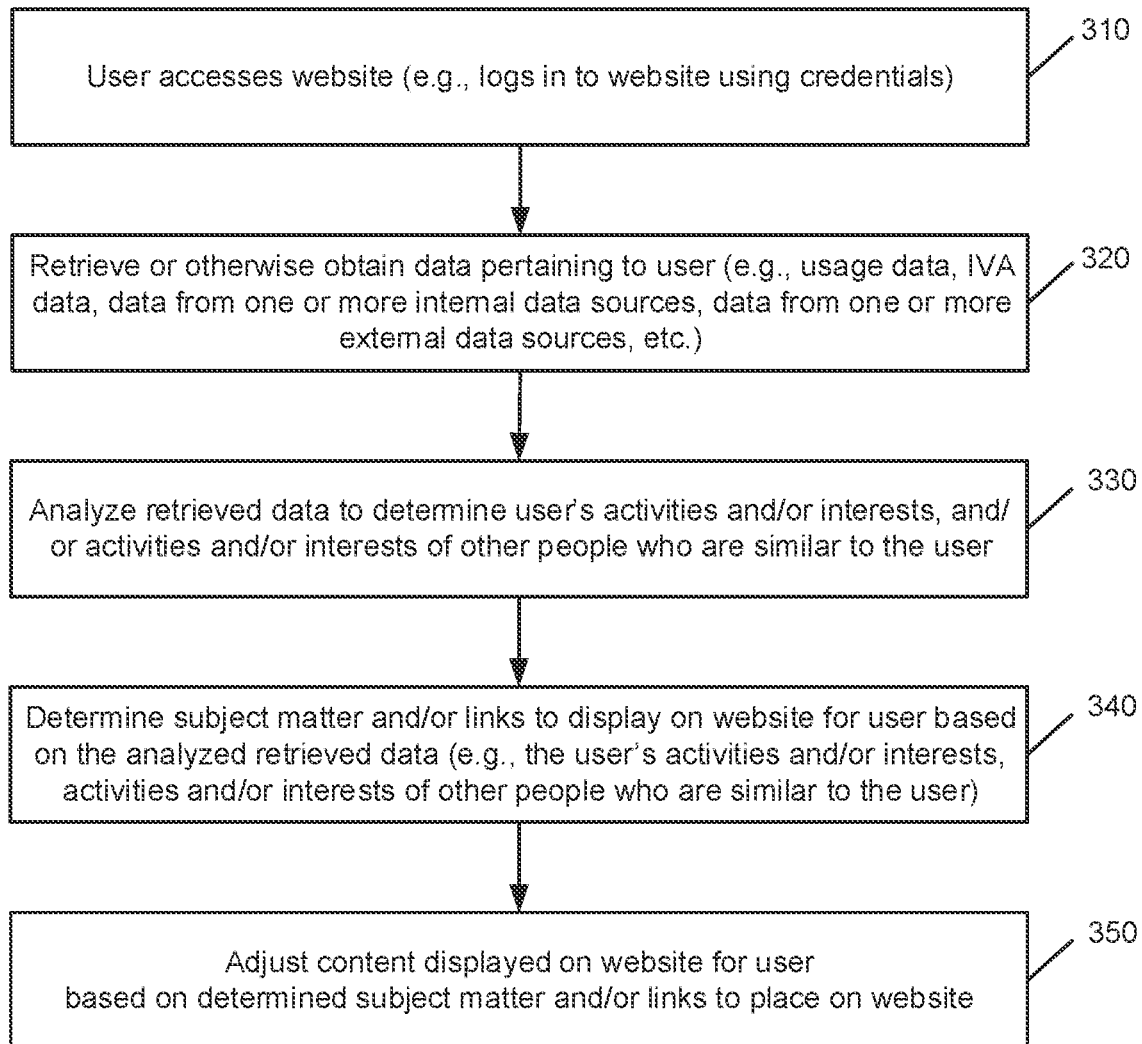 310
User accesses website (e.g., logs in to website using credentials)
320
Retrieve or otherwise obtain data pertaining to user (e.g., usage data, IVA
data, data from one or more internal data sources, data from one or more
external data sources, etc.)
330
Analyze retrieved data to determine user's activities and/or interests, and/
or activities and/or interests of other people who are similar to the user
340
Determine subject matter and/or links to display on website for user based
on the analyzed retrieved data (e.g., the user's activities and/or interests,
activities and/or interests of other people who are similar to the user)
350
Adjust content displayed on website for user
based on determined subject matter and/or links to place on website